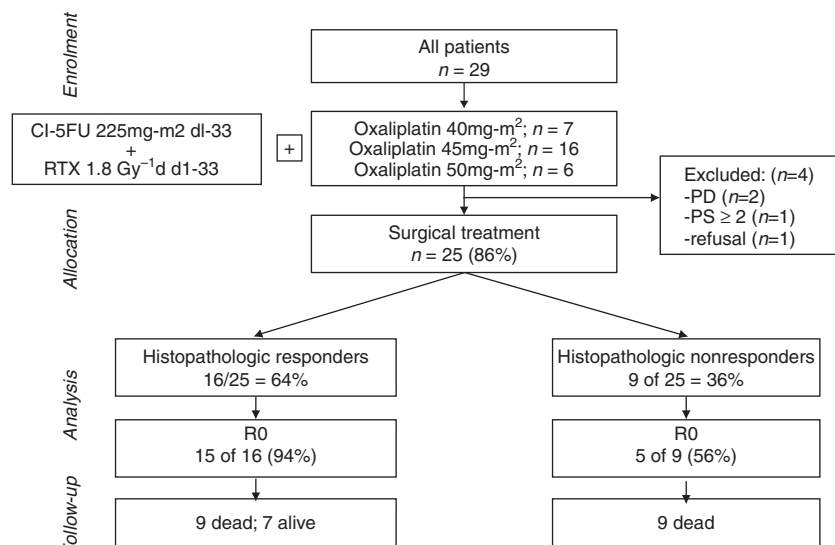 Enrolment
All patients
n = 29
CI-5FU 225mg-m2 dl-33
+
RTX 1.8 Gy⁻¹d d1-33
+
Oxaliplatin 40mg-m²; n = 7
Oxaliplatin 45mg-m²; n = 16
Oxaliplatin 50mg-m²; n = 6
Excluded: (n=4)
-PD (n=2)
-PS ≥ 2 (n=1)
-refusal (n=1)
Allocation
Surgical treatment
n = 25 (86%)
Analysis
Histopathologic responders
16/25 = 64%
Histopathologic nonresponders
9 of 25 = 36%
R0
15 of 16 (94%)
R0
5 of 9 (56%)
Follow-up
9 dead; 7 alive
9 dead